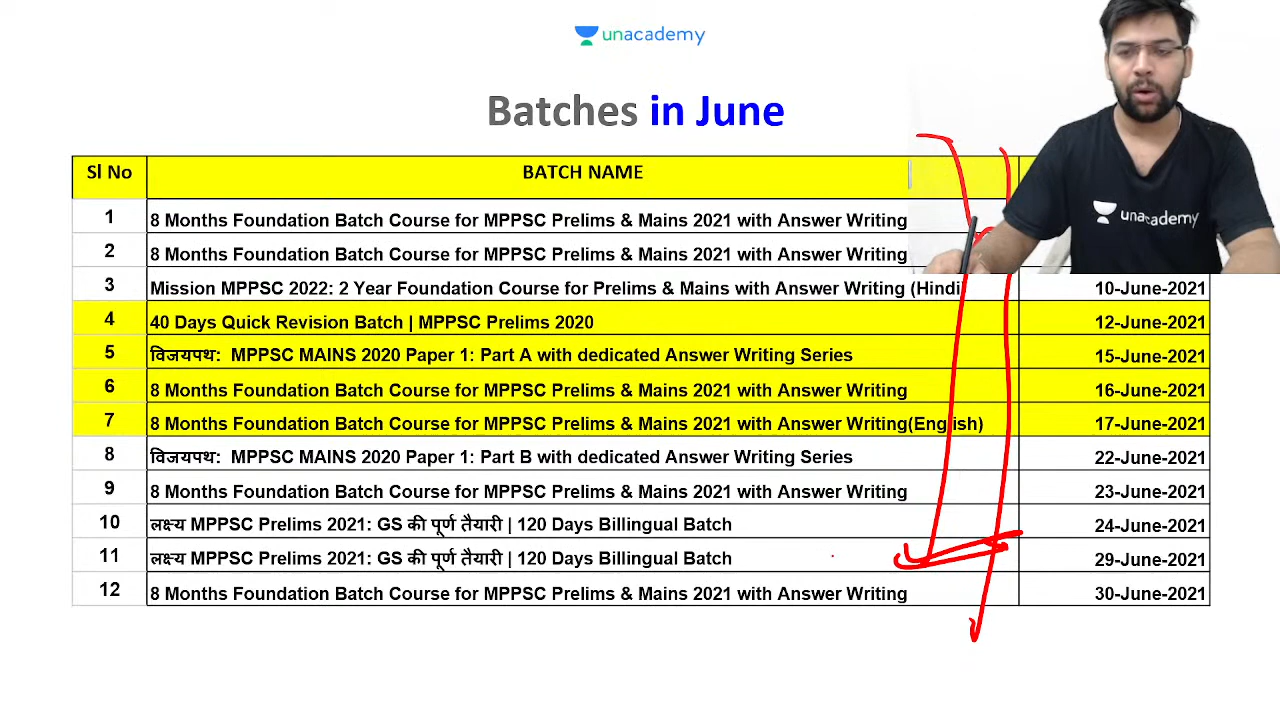 unacademy
Batches in June
Sl No BATCH NAME
1 8 Months Foundation Batch Course for MPPSC Prelims & Mains 2021 with Answer Writing
2 8 Months Foundation Batch Course for MPPSC Prelims & Mains 2021 with Answer Writing
3 Mission MPPSC 2022: 2 Year Foundation Course for Prelims & Mains with Answer Writing (Hindi) 10-June-2021
4 40 Days Quick Revision Batch | MPPSC Prelims 2020 12-June-2021
5 विजयपथ: MPPSC MAINS 2020 Paper 1: Part A with dedicated Answer Writing Series 15-June-2021
6 8 Months Foundation Batch Course for MPPSC Prelims & Mains 2021 with Answer Writing 16-June-2021
7 8 Months Foundation Batch Course for MPPSC Prelims & Mains 2021 with Answer Writing(English) 17-June-2021
8 विजयपथ: MPPSC MAINS 2020 Paper 1: Part B with dedicated Answer Writing Series 22-June-2021
9 8 Months Foundation Batch Course for MPPSC Prelims & Mains 2021 with Answer Writing 23-June-2021
10 लक्ष्य MPPSC Prelims 2021: GS की पूर्ण तैयारी | 120 Days Billingual Batch 24-June-2021
11 लक्ष्य MPPSC Prelims 2021: GS की पूर्ण तैयारी | 120 Days Billingual Batch 29-June-2021
12 8 Months Foundation Batch Course for MPPSC Prelims & Mains 2021 with Answer Writing 30-June-2021
unacademy